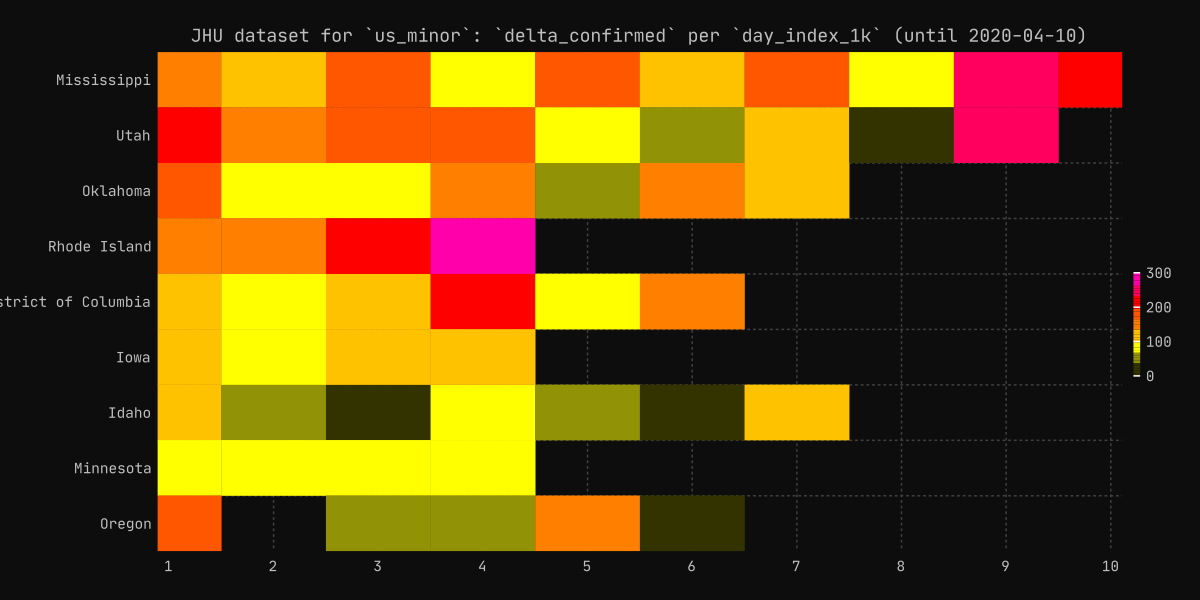 JHU dataset for `us_minor`: `delta_confirmed` per `day_index_1k` (until 2020-04-10)
Mississippi
Utah
Oklahoma
Rhode Island
strict of Columbia
Iowa
Idaho
Minnesota
Oregon
300
200
100
0
1 2 3 4 5 6 7 8 9 10